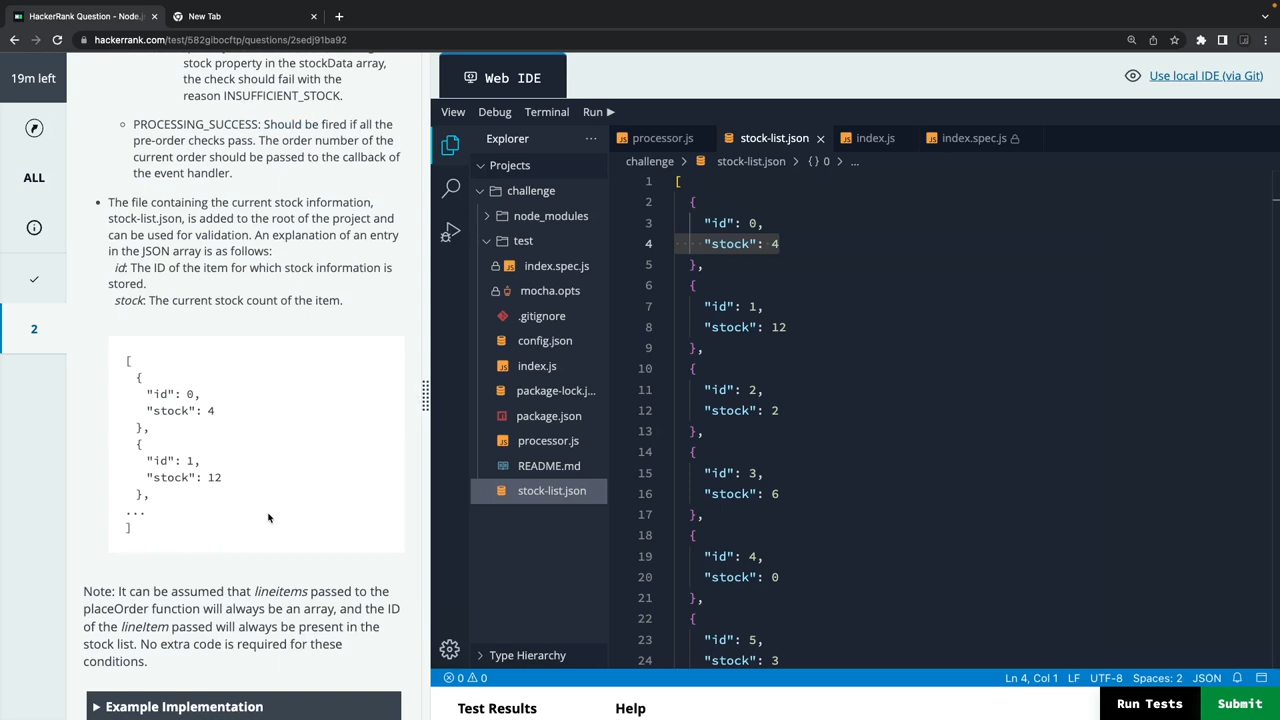 HackerRank Question - Node.j
New Tab
hackerrank.com/test/582gibocftp/questions/2sedj91ba92
19m left
ALL
2
stock property in the stockData array,
the check should fail with the
reason INSUFFICIENT_STOCK.
PROCESSING_SUCCESS: Should be fired if all the
pre-order checks pass. The order number of the
current order should be passed to the callback of
the event handler.
The file containing the current stock information,
stock-list.json, is added to the root of the project and
can be used for validation. An explanation of an entry
in the JSON array is as follows:
id: The ID of the item for which stock information is
stored.
stock: The current stock count of the item.
[
{
"id": 0,
"stock": 4
},
{
"id": 1,
"stock": 12
},
...
]
Note: It can be assumed that lineitems passed to the
placeOrder function will always be an array, and the ID
of the lineItem passed will always be present in the
stock list. No extra code is required for these
conditions.
Example Implementation
Web IDE
Use local IDE (via Git)
View Debug Terminal Run
Explorer ...
Projects
challenge
node_modules
test
index.spec.js
mocha.opts
.gitignore
config.json
index.js
package-lock.j...
package.json
processor.js
README.md
stock-list.json
Type Hierarchy
processor.js stock-list.json index.js index.spec.js
challenge > stock-list.json > {} 0 > ...
1 [
2 {
3 "id": 0,
4 "stock": 4
5 },
6 {
7 "id": 1,
8 "stock": 12
9 },
10 {
11 "id": 2,
12 "stock": 2
13 },
14 {
15 "id": 3,
16 "stock": 6
17 },
18 {
19 "id": 4,
20 "stock": 0
21 },
22 {
23 "id": 5,
24 "stock": 3
0 0
Ln 4, Col 1 LF UTF-8 Spaces: 2 JSON
Test Results Help
Run Tests Submit